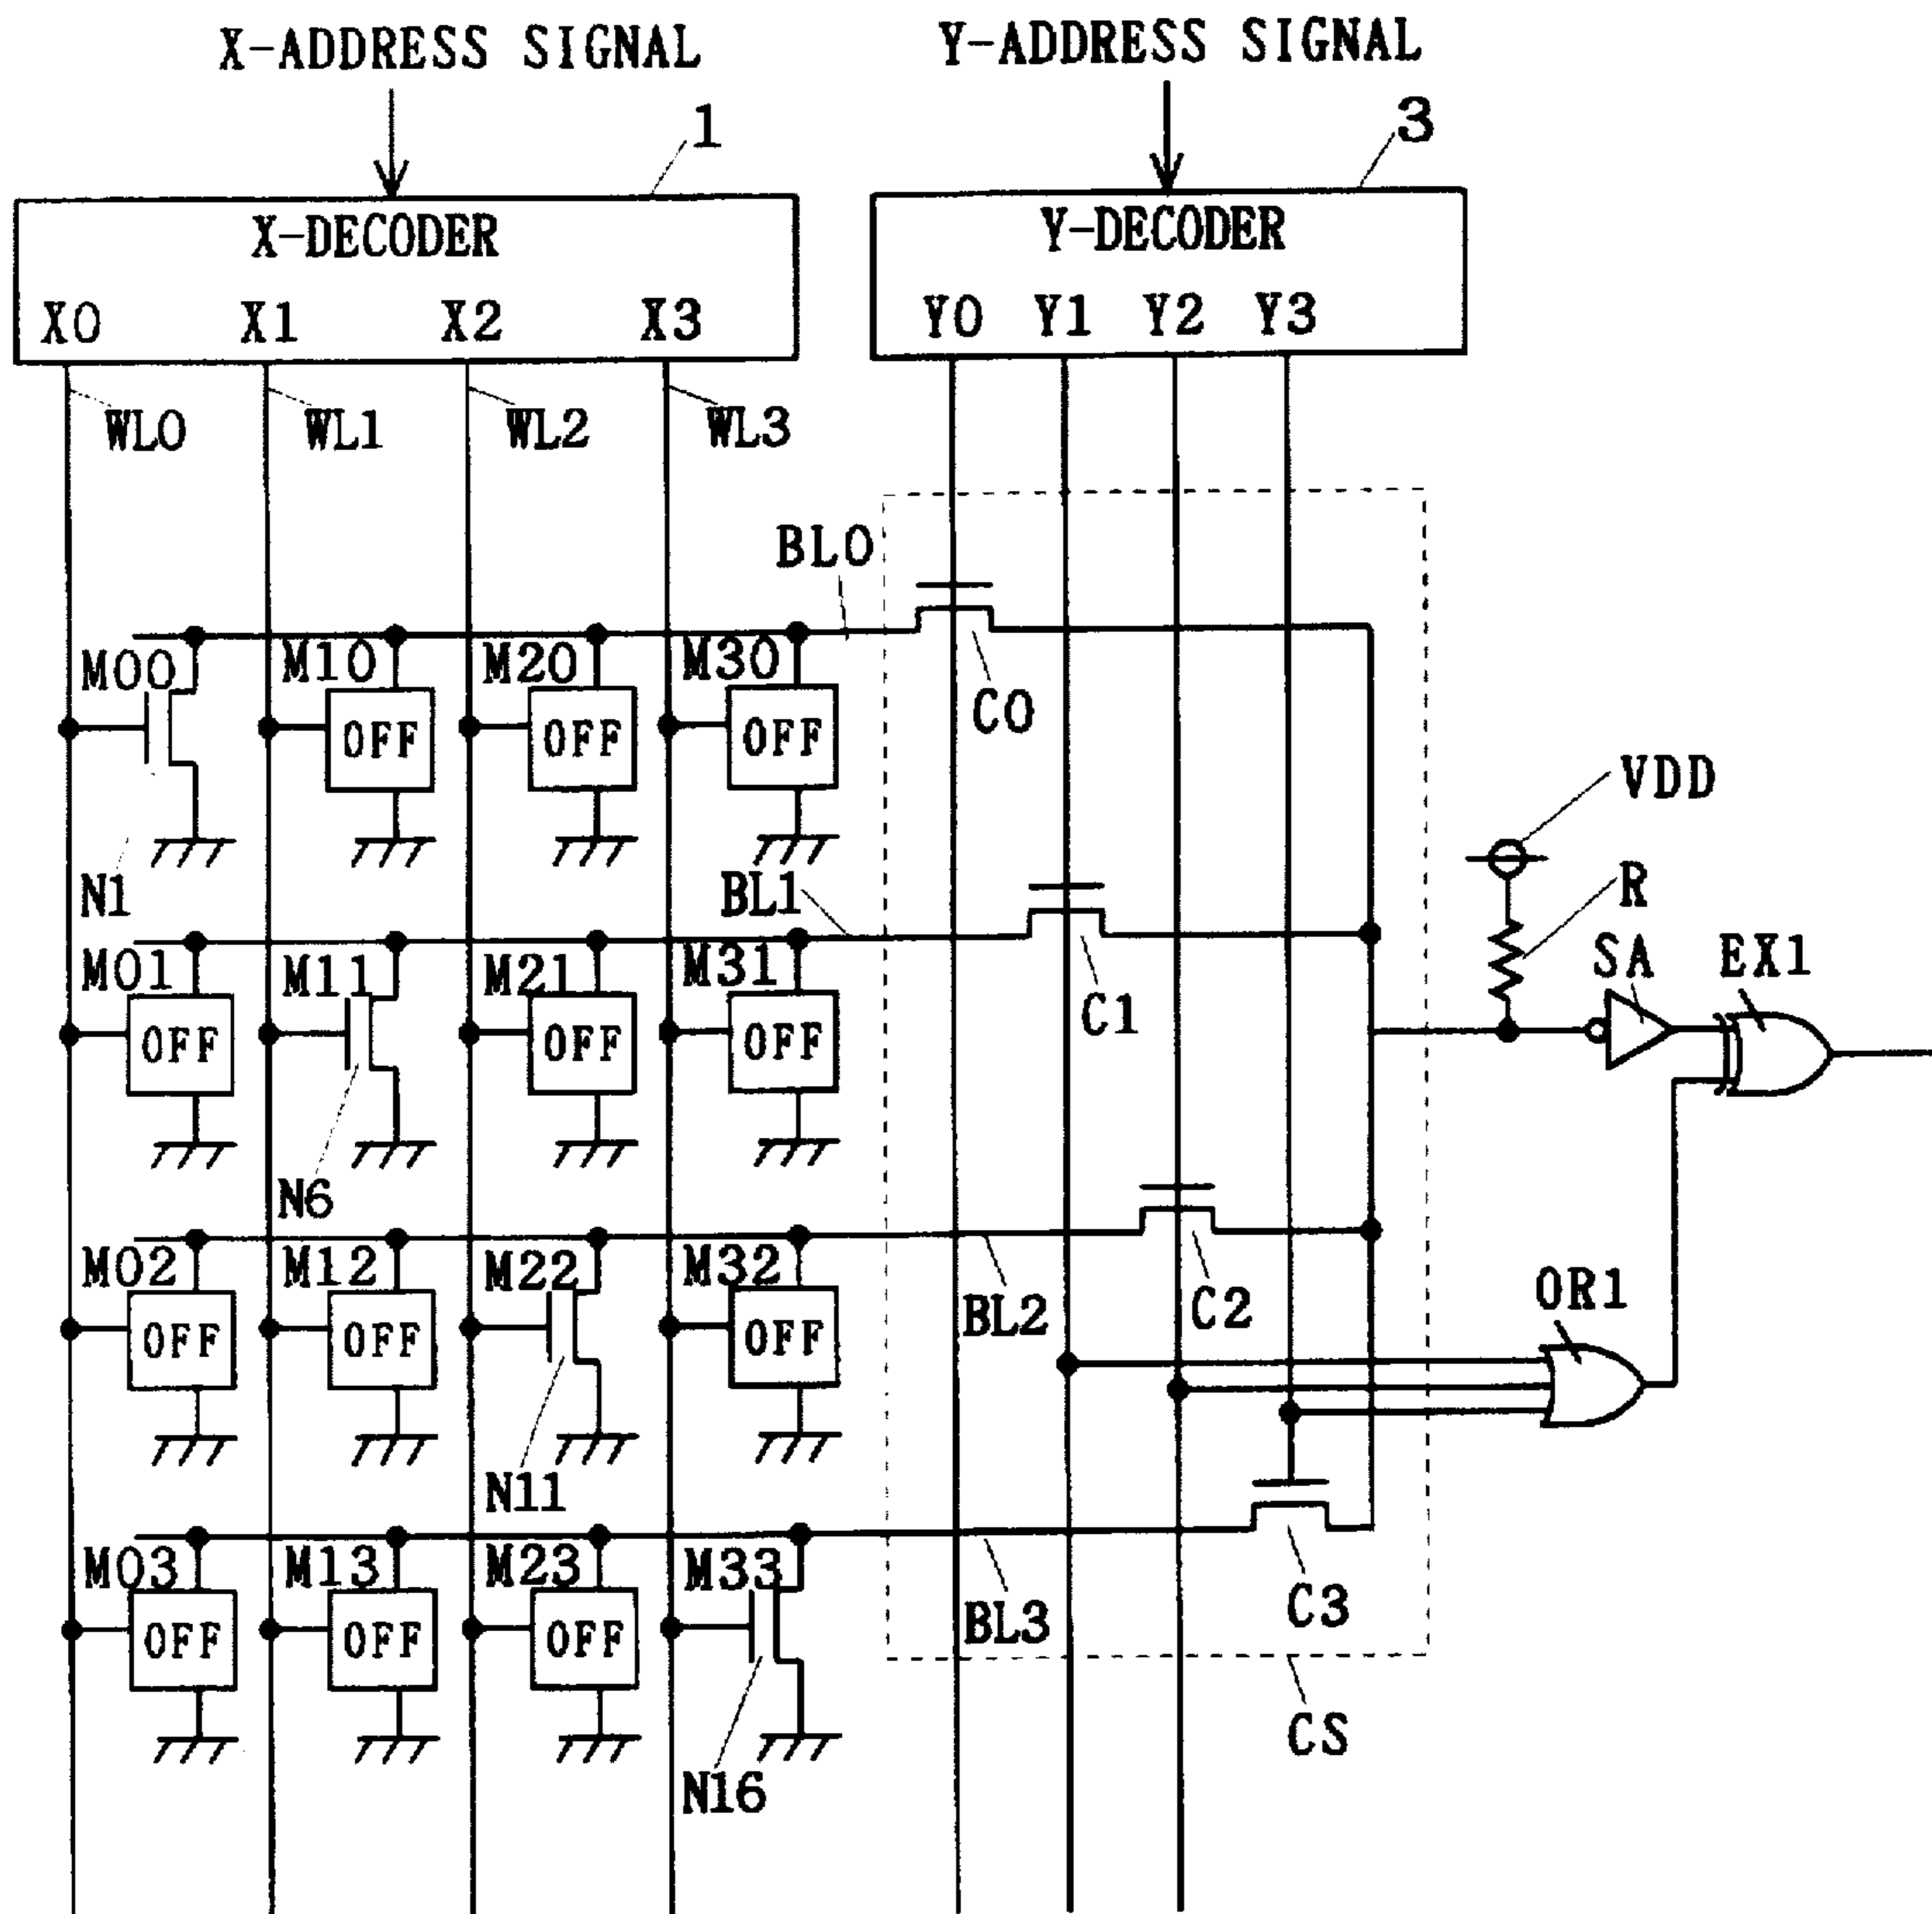 X-ADDRESS SIGNAL
Y-ADDRESS SIGNAL
1
3
X-DECODER
Y-DECODER
X0 X1 X2 X3
Y0 Y1 Y2 Y3
WL0 WL1 WL2 WL3
BL0
M00 M10 M20 M30
OFF OFF OFF
C0
VDD
N1
BL1
R
M01 M11 M21 M31
SA EX1
OFF OFF OFF
C1
N6
M02 M12 M22 M32
BL2
C2
OR1
OFF OFF OFF
N11
M03 M13 M23 M33
OFF OFF OFF
BL3
C3
CS
N16